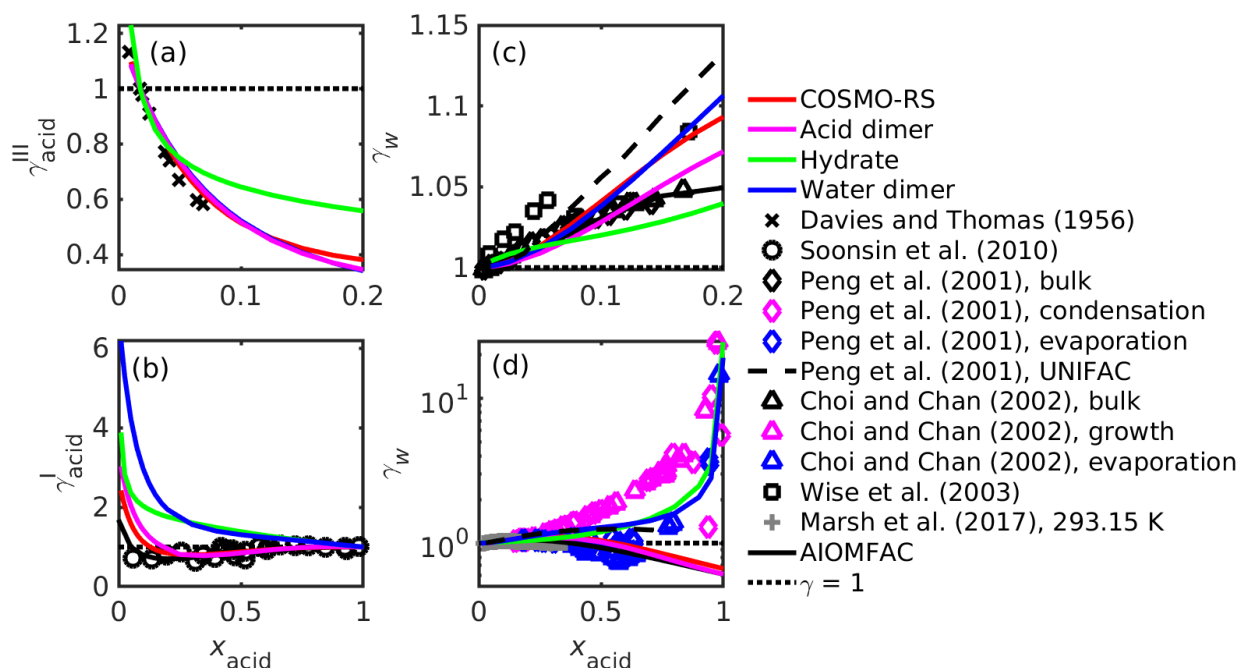 1.2
1
0.8
0.6
0.4
0
0.1
0.2
(a)
γ^III_acid
1.15
1.1
1.05
1
0
0.1
0.2
(c)
γ_w
6
4
2
0
0
0.5
1
(b)
γ^I_acid
x_acid
10^1
10^0
0
0.5
1
(d)
γ_w
x_acid
COSMO-RS
Acid dimer
Hydrate
Water dimer
Davies and Thomas (1956)
Soonsin et al. (2010)
Peng et al. (2001), bulk
Peng et al. (2001), condensation
Peng et al. (2001), evaporation
Peng et al. (2001), UNIFAC
Choi and Chan (2002), bulk
Choi and Chan (2002), growth
Choi and Chan (2002), evaporation
Wise et al. (2003)
Marsh et al. (2017), 293.15 K
AIOMFAC
γ = 1